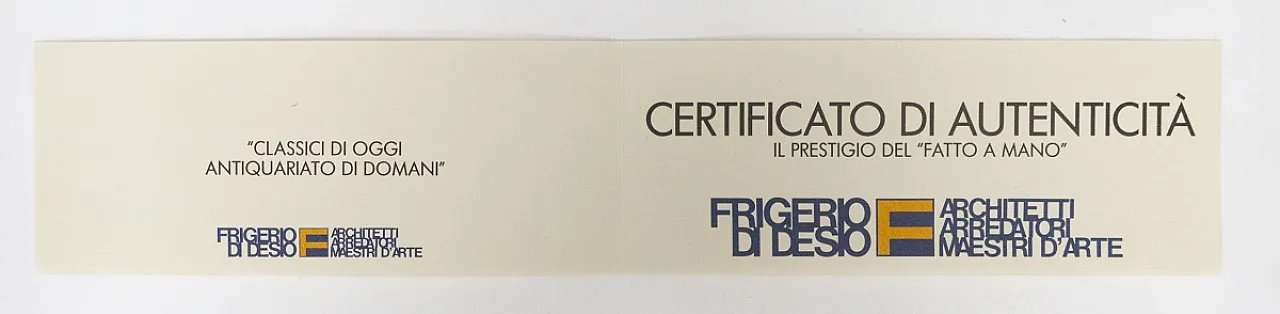 "CLASSICI DI OGGI
ANTIQUARIATO DI DOMANI"
FRIGERIO
DI DESIO
F
ARCHITETTI
ARREDATORI
MAESTRI D'ARTE
CERTIFICATO DI AUTENTICITÀ
IL PRESTIGIO DEL "FATTO A MANO"
FRIGERIO
DI DESIO
F
ARCHITETTI
ARREDATORI
MAESTRI D'ARTE